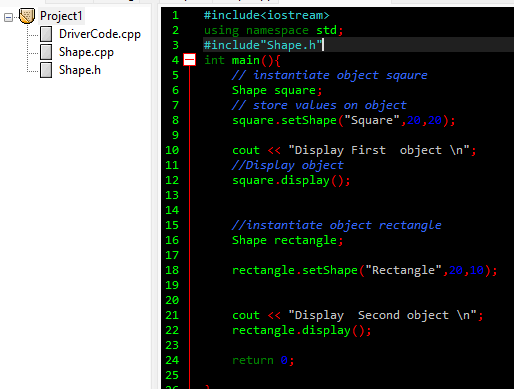 Project1
DriverCode.cpp
Shape.cpp
Shape.h
1 #include<iostream>
2 using namespace std;
3 #include"Shape.h"
4 int main(){
5 // instantiate object sqaure
6 Shape square;
7 // store values on object
8 square.setShape("Square",20,20);
9
10 cout << "Display First  object \n";
11 //Display object
12 square.display();
13
14
15 //instantiate object rectangle
16 Shape rectangle;
17
18 rectangle.setShape("Rectangle",20,10);
19
20
21 cout << "Display  Second object \n";
22 rectangle.display();
23
24 return 0;
25
26 }